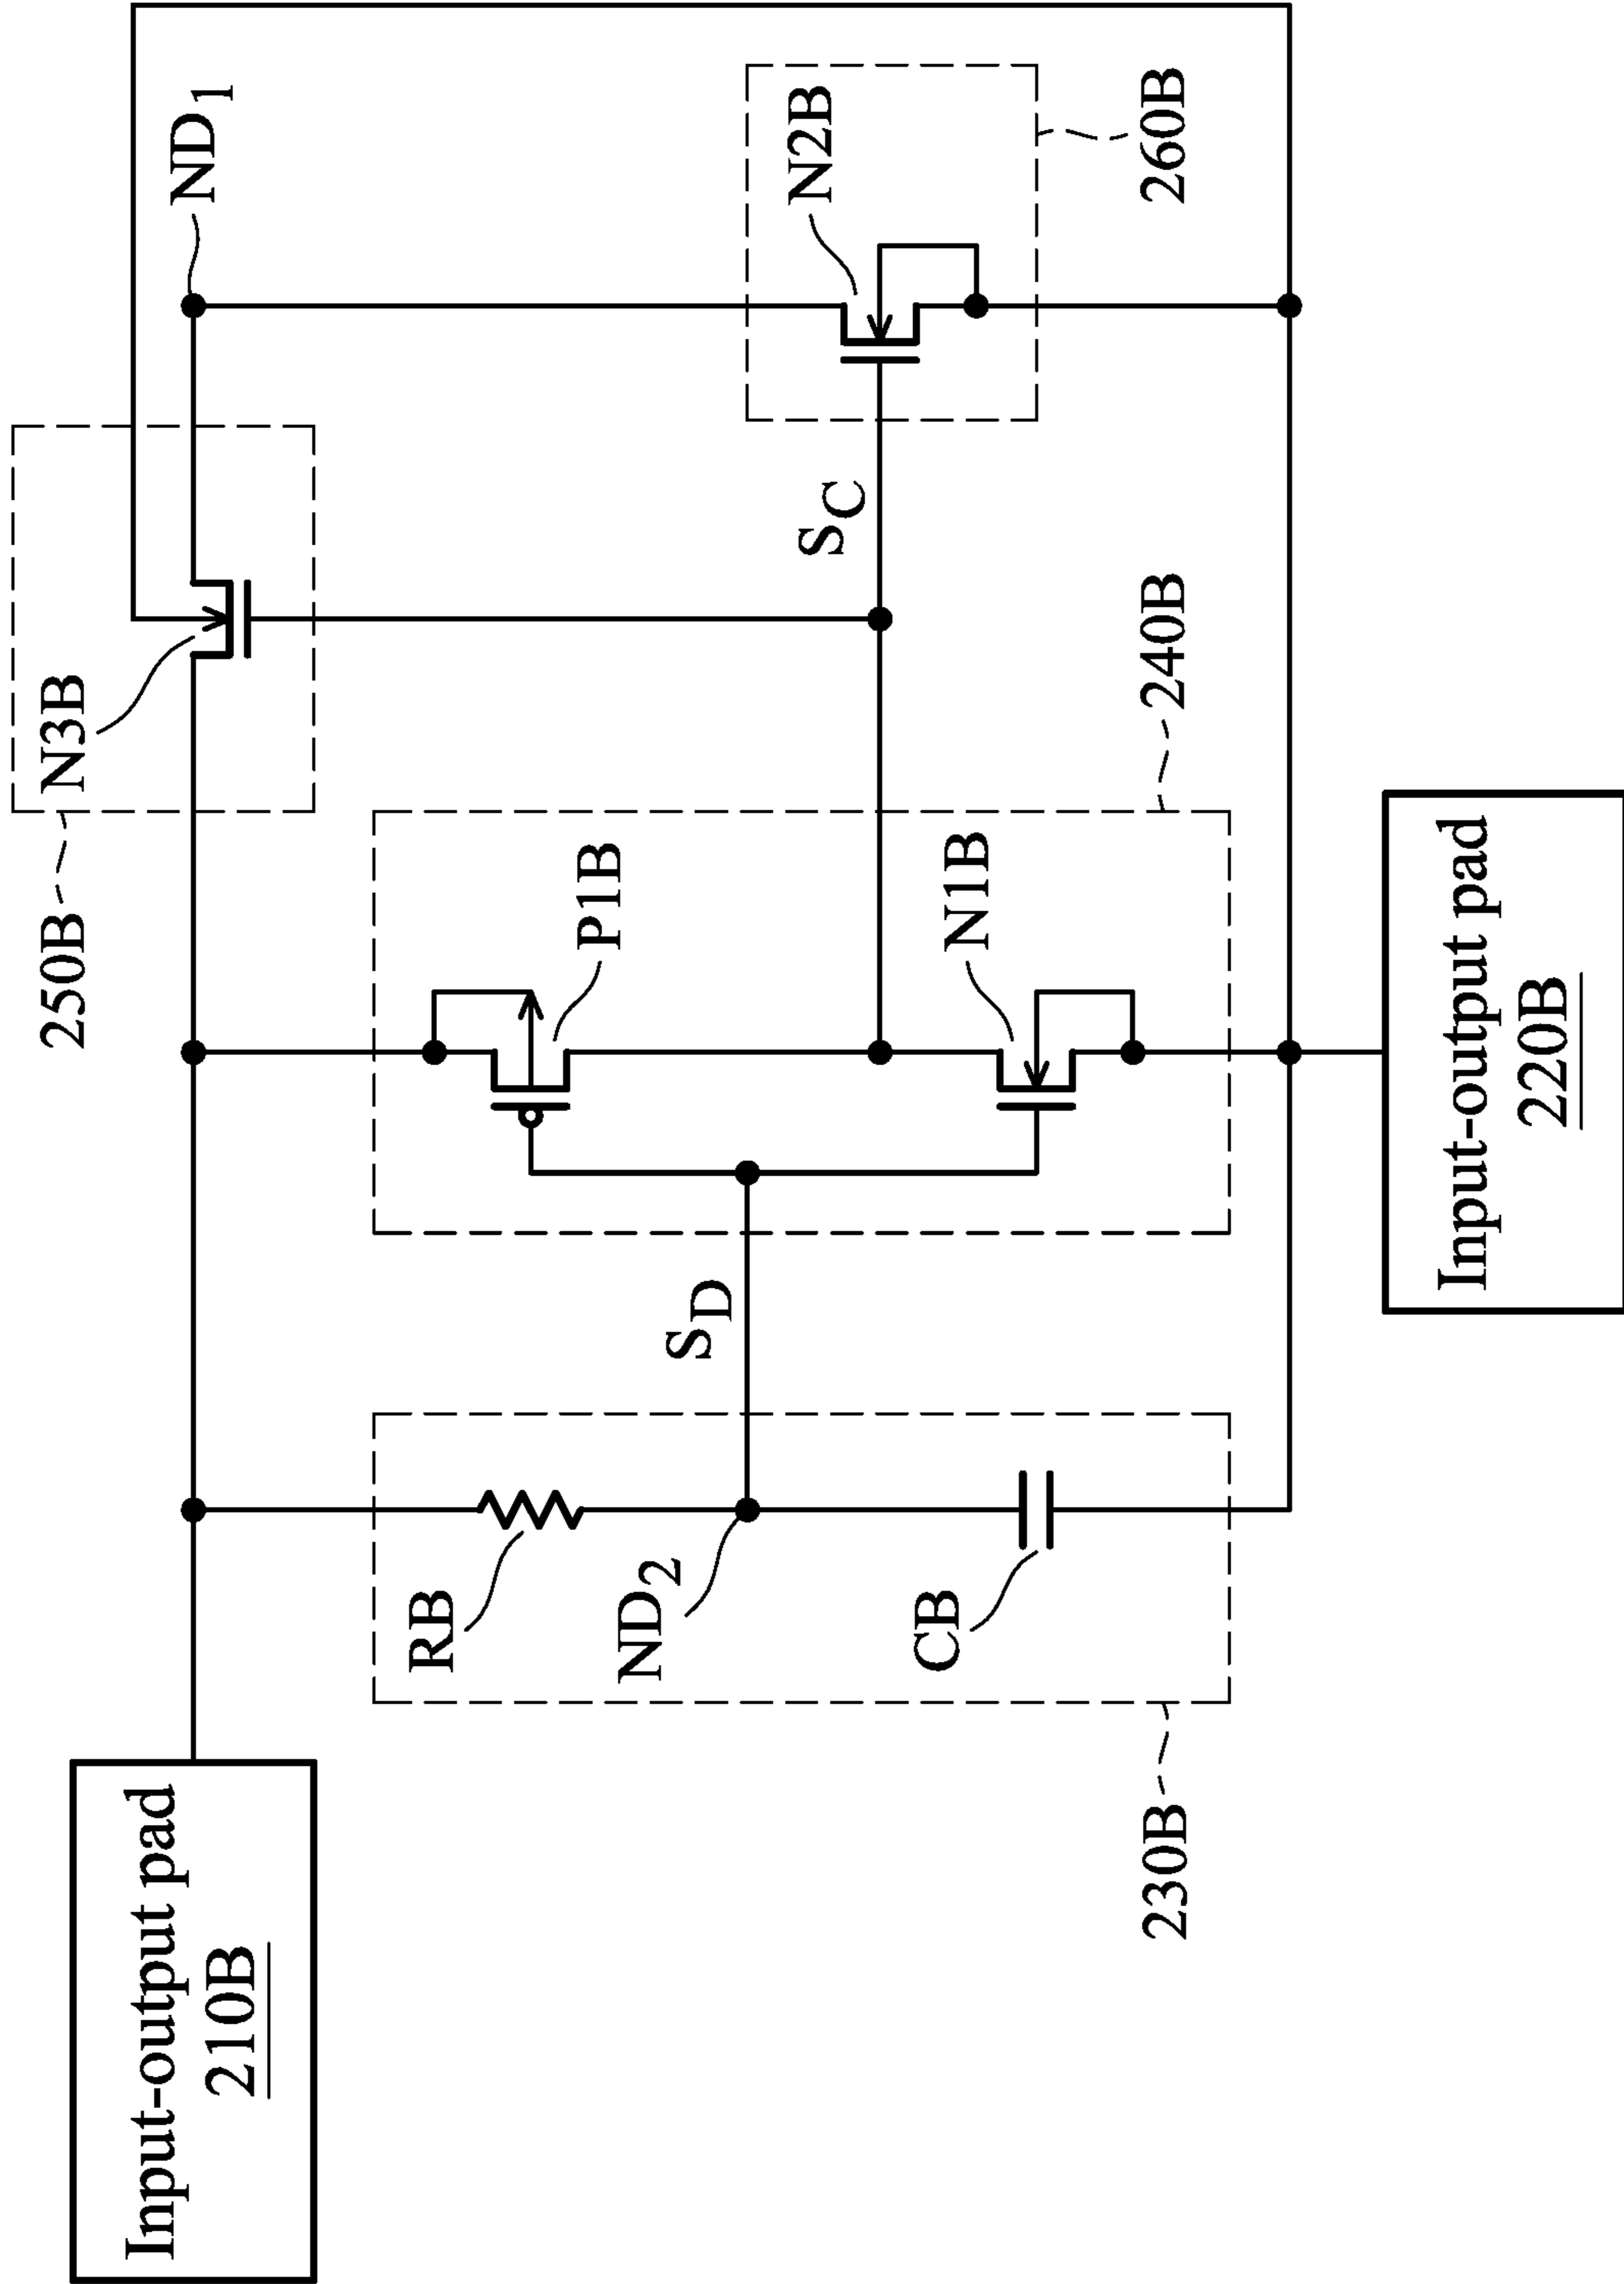 250B
N3B
ND1
Input-output pad
210B
RB
ND2
CB
230B
SD
P1B
N1B
240B
SC
N2B
260B
Input-output pad
220B